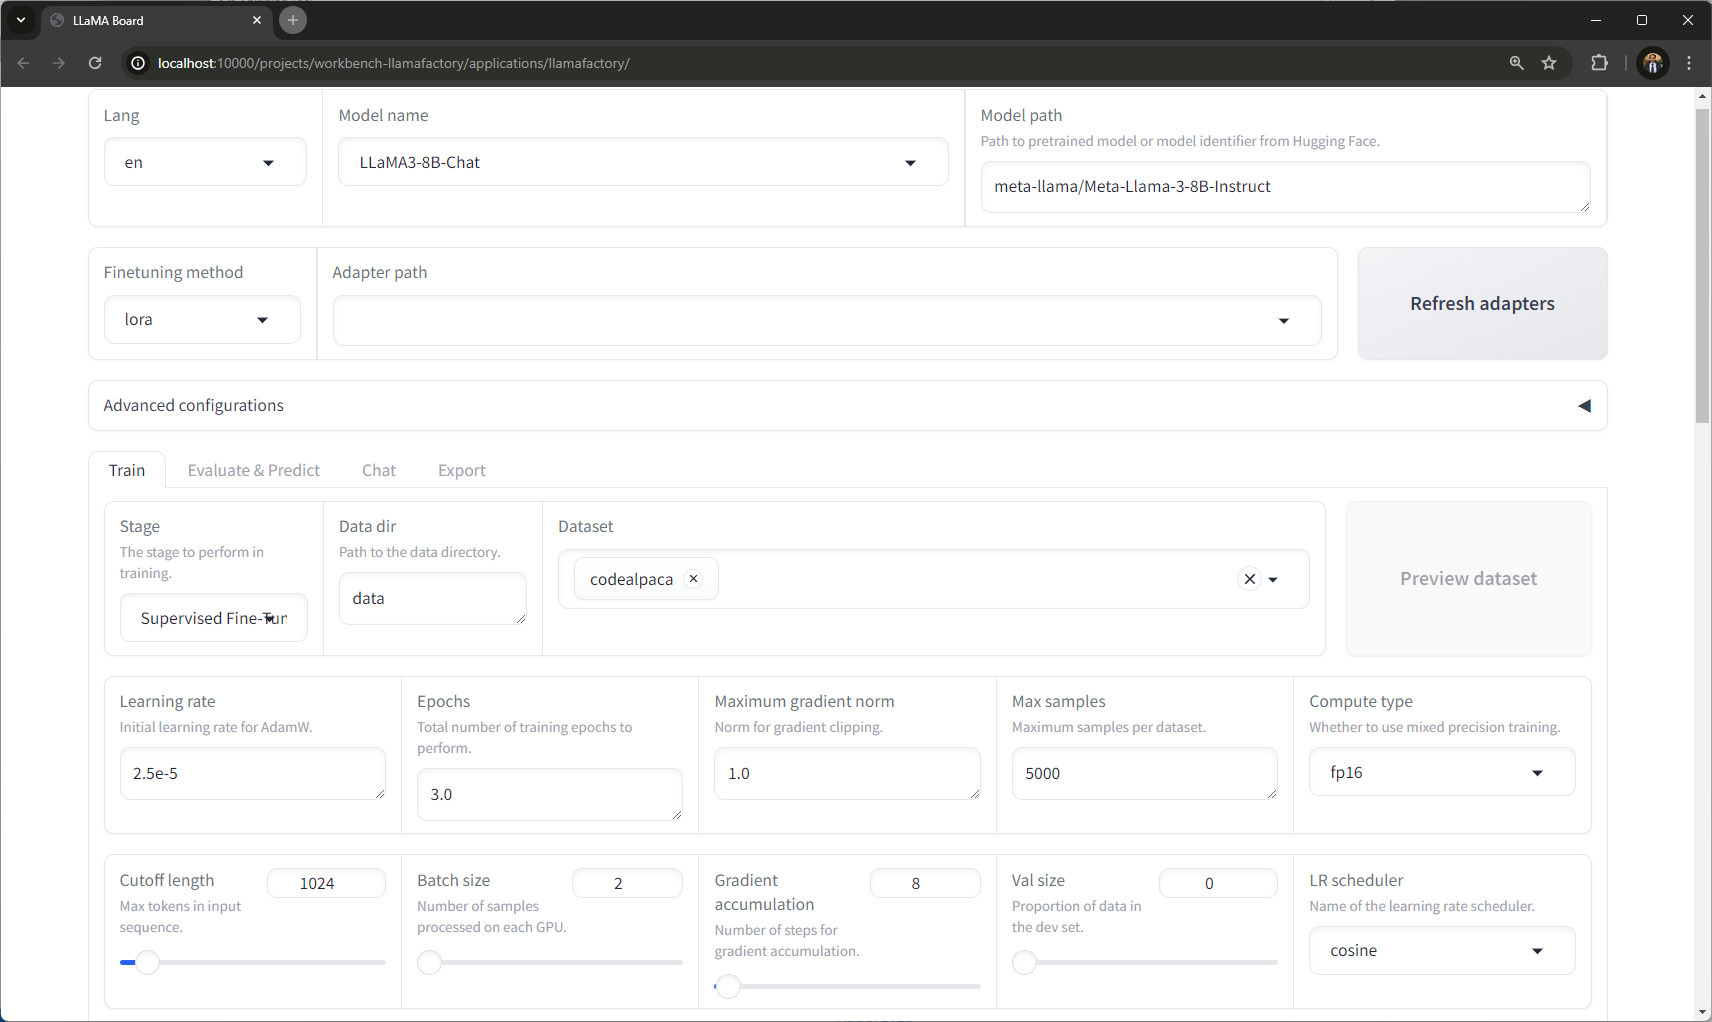 LLaMA Board
localhost:10000/projects/workbench-llamafactory/applications/llamafactory/
Lang
en
Model name
LLaMA3-8B-Chat
Model path
Path to pretrained model or model identifier from Hugging Face.
meta-llama/Meta-Llama-3-8B-Instruct
Finetuning method
lora
Adapter path
Refresh adapters
Advanced configurations
Train
Evaluate & Predict
Chat
Export
Stage
The stage to perform in
training.
Supervised Fine-Tun
Data dir
Path to the data directory.
data
Dataset
codealpaca
Preview dataset
Learning rate
Initial learning rate for AdamW.
2.5e-5
Epochs
Total number of training epochs to
perform.
3.0
Maximum gradient norm
Norm for gradient clipping.
1.0
Max samples
Maximum samples per dataset.
5000
Compute type
Whether to use mixed precision training.
fp16
Cutoff length
1024
Max tokens in input
sequence.
Batch size
2
Number of samples
processed on each GPU.
Gradient
accumulation
8
Number of steps for
gradient accumulation.
Val size
0
Proportion of data in
the dev set.
LR scheduler
Name of the learning rate scheduler.
cosine